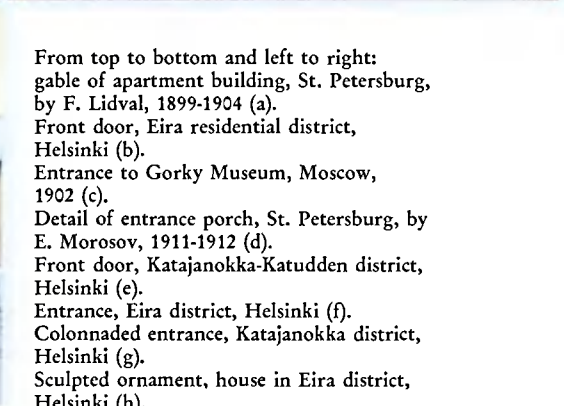 From top to bottom and left to right:
gable of apartment building, St. Petersburg,
by F. Lidval, 1899-1904 (a).
Front door, Eira residential district,
Helsinki (b).
Entrance to Gorky Museum, Moscow,
1902 (c).
Detail of entrance porch, St. Petersburg, by
E. Morosov, 1911-1912 (d).
Front door, Katajanokka-Katudden district,
Helsinki (e).
Entrance, Eira district, Helsinki (f).
Colonnaded entrance, Katajanokka district,
Helsinki (g).
Sculpted ornament, house in Eira district,
Helsinki (h).